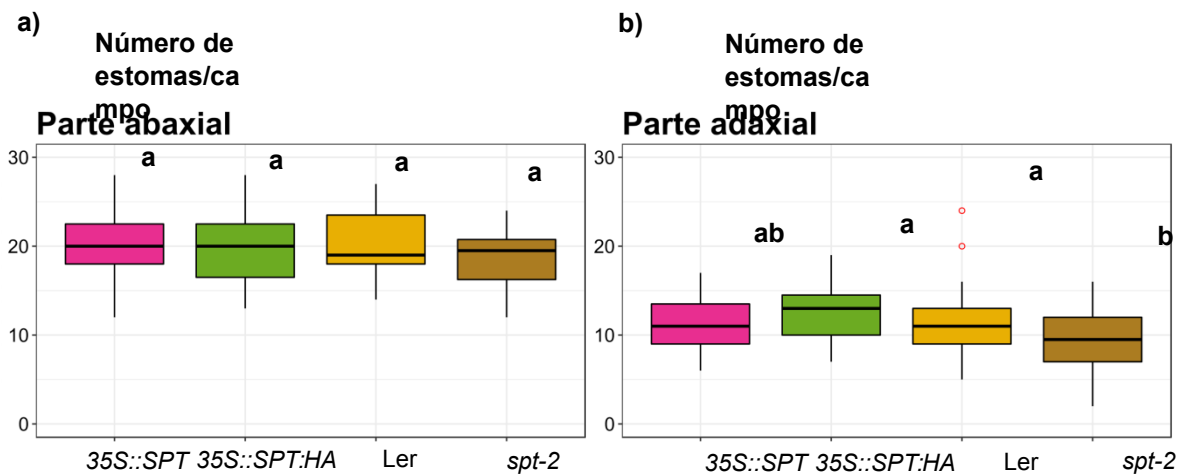 a)
Número de
estomas/ca
mpo
Parte abaxial
30
20
10
0
a
a
a
a
35S::SPT
35S::SPT:HA
Ler
spt-2
b)
Número de
estomas/ca
mpo
Parte adaxial
30
20
10
0
ab
a
a
b
35S::SPT
35S::SPT:HA
Ler
spt-2